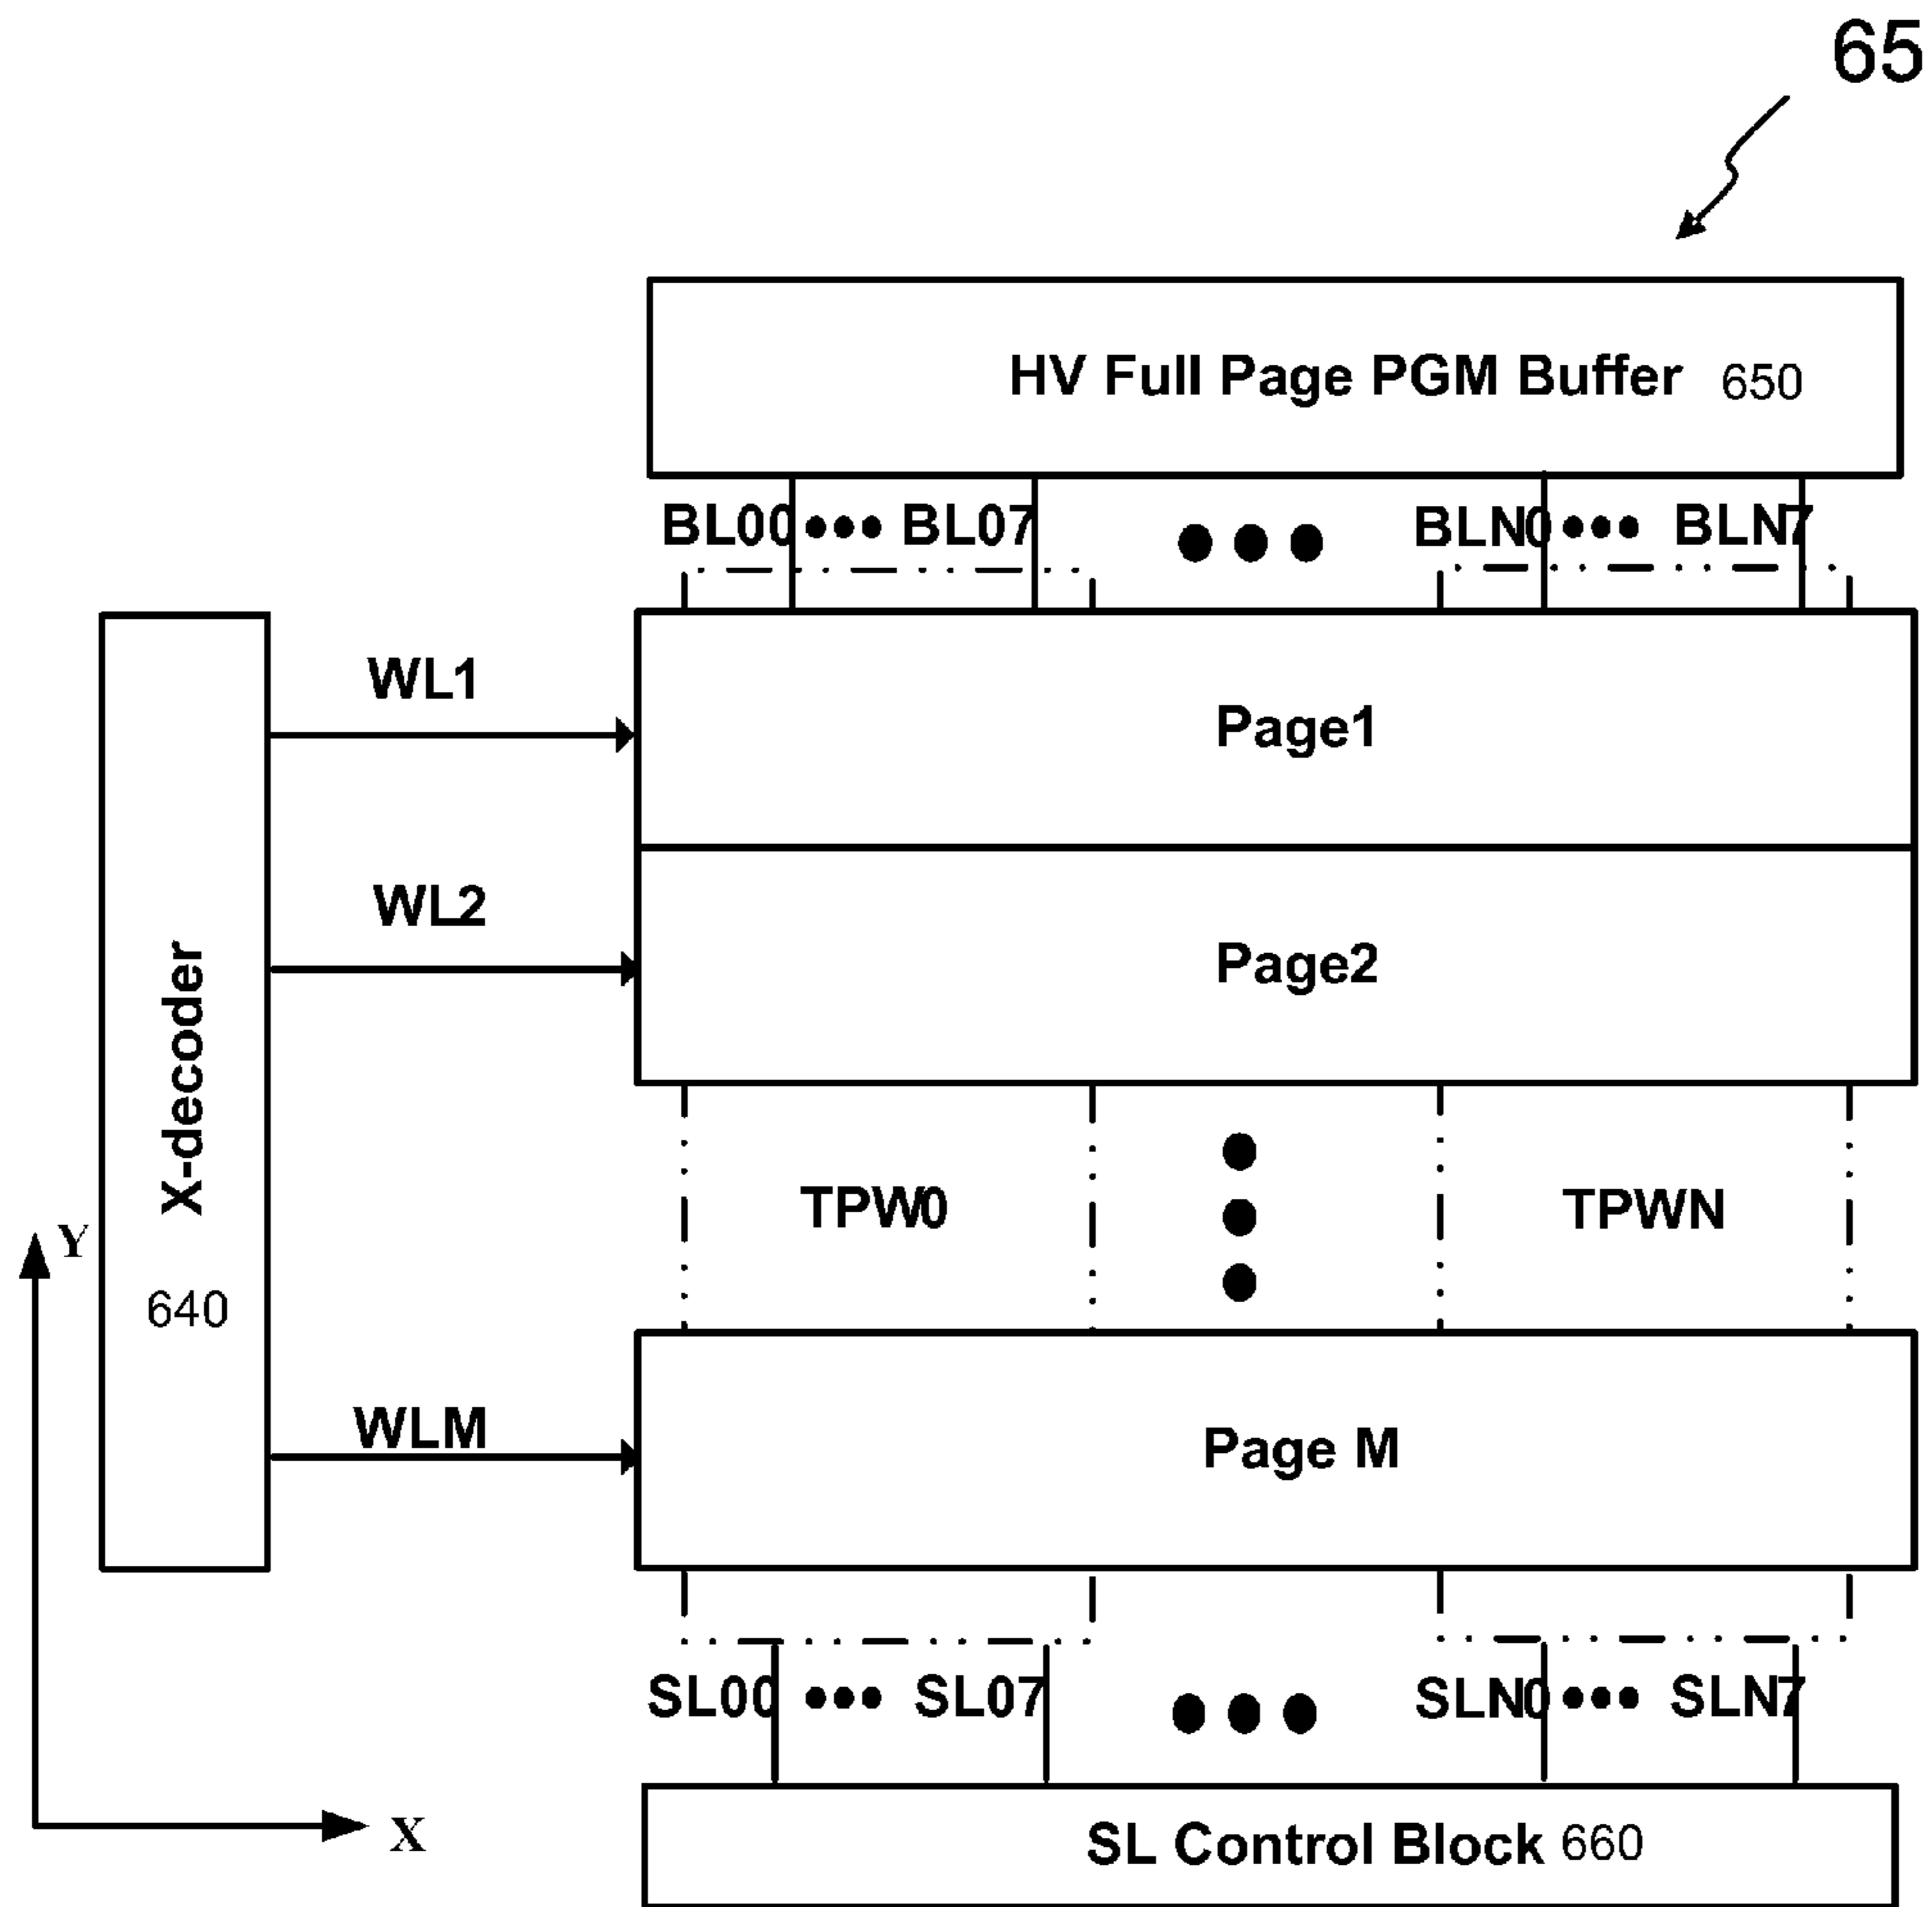 65
HV Full Page PGM Buffer 650
BL00 ••• BL07 ••• BLN0 ••• BLN7
WL1
Page1
WL2
Page2
X-decoder
640
TPW0
TPWN
Y
WLM
Page M
SL00 ••• SL07 ••• SLN0 ••• SLN7
X
SL Control Block 660